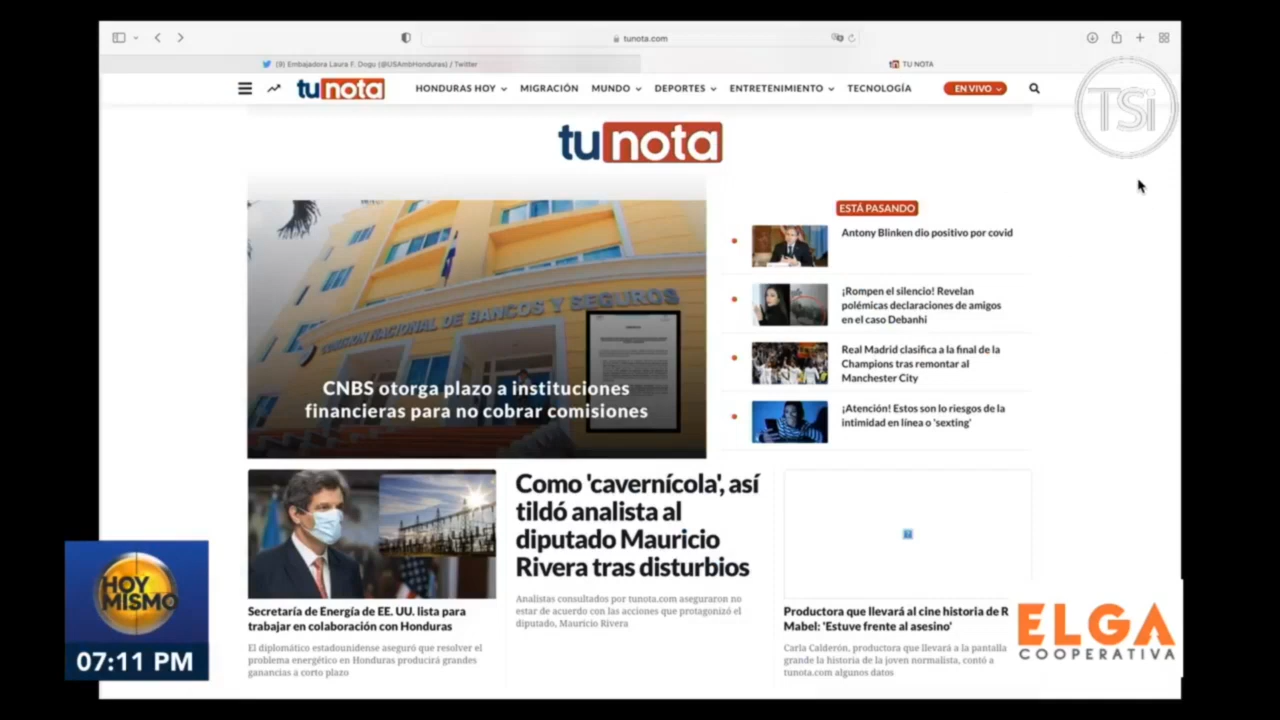 tunota.com
(9) Embajadora Laura F. Dogu (@USAmbHonduras) / Twitter
TU NOTA
tunota
HONDURAS HOY
MIGRACIÓN
MUNDO
DEPORTES
ENTRETENIMIENTO
TECNOLOGÍA
EN VIVO
TSi
tunota
COMISION NACIONAL DE BANCOS Y SEGUROS
CNBS otorga plazo a instituciones
financieras para no cobrar comisiones
ESTÁ PASANDO
Antony Blinken dio positivo por covid
¡Rompen el silencio! Revelan
polémicas declaraciones de amigos
en el caso Debanhi
Real Madrid clasifica a la final de la
Champions tras remontar al
Manchester City
¡Atención! Estos son lo riesgos de la
intimidad en línea o 'sexting'
Secretaría de Energía de EE. UU. lista para
trabajar en colaboración con Honduras
El diplomático estadounidense aseguró que resolver el
problema energético en Honduras producirá grandes
ganancias a corto plazo
Como 'cavernícola', así
tildó analista al
diputado Mauricio
Rivera tras disturbios
Analistas consultados por tunota.com aseguraron no
estar de acuerdo con las acciones que protagonizó el
diputado, Mauricio Rivera
Productora que llevará al cine historia de R
Mabel: 'Estuve frente al asesino'
Carla Calderón, productora que llevará a la pantalla
grande la historia de la joven normalista, contó a
tunota.com algunos datos
HOY
MISMO
07:11 PM
ELGA
COOPERATIVA